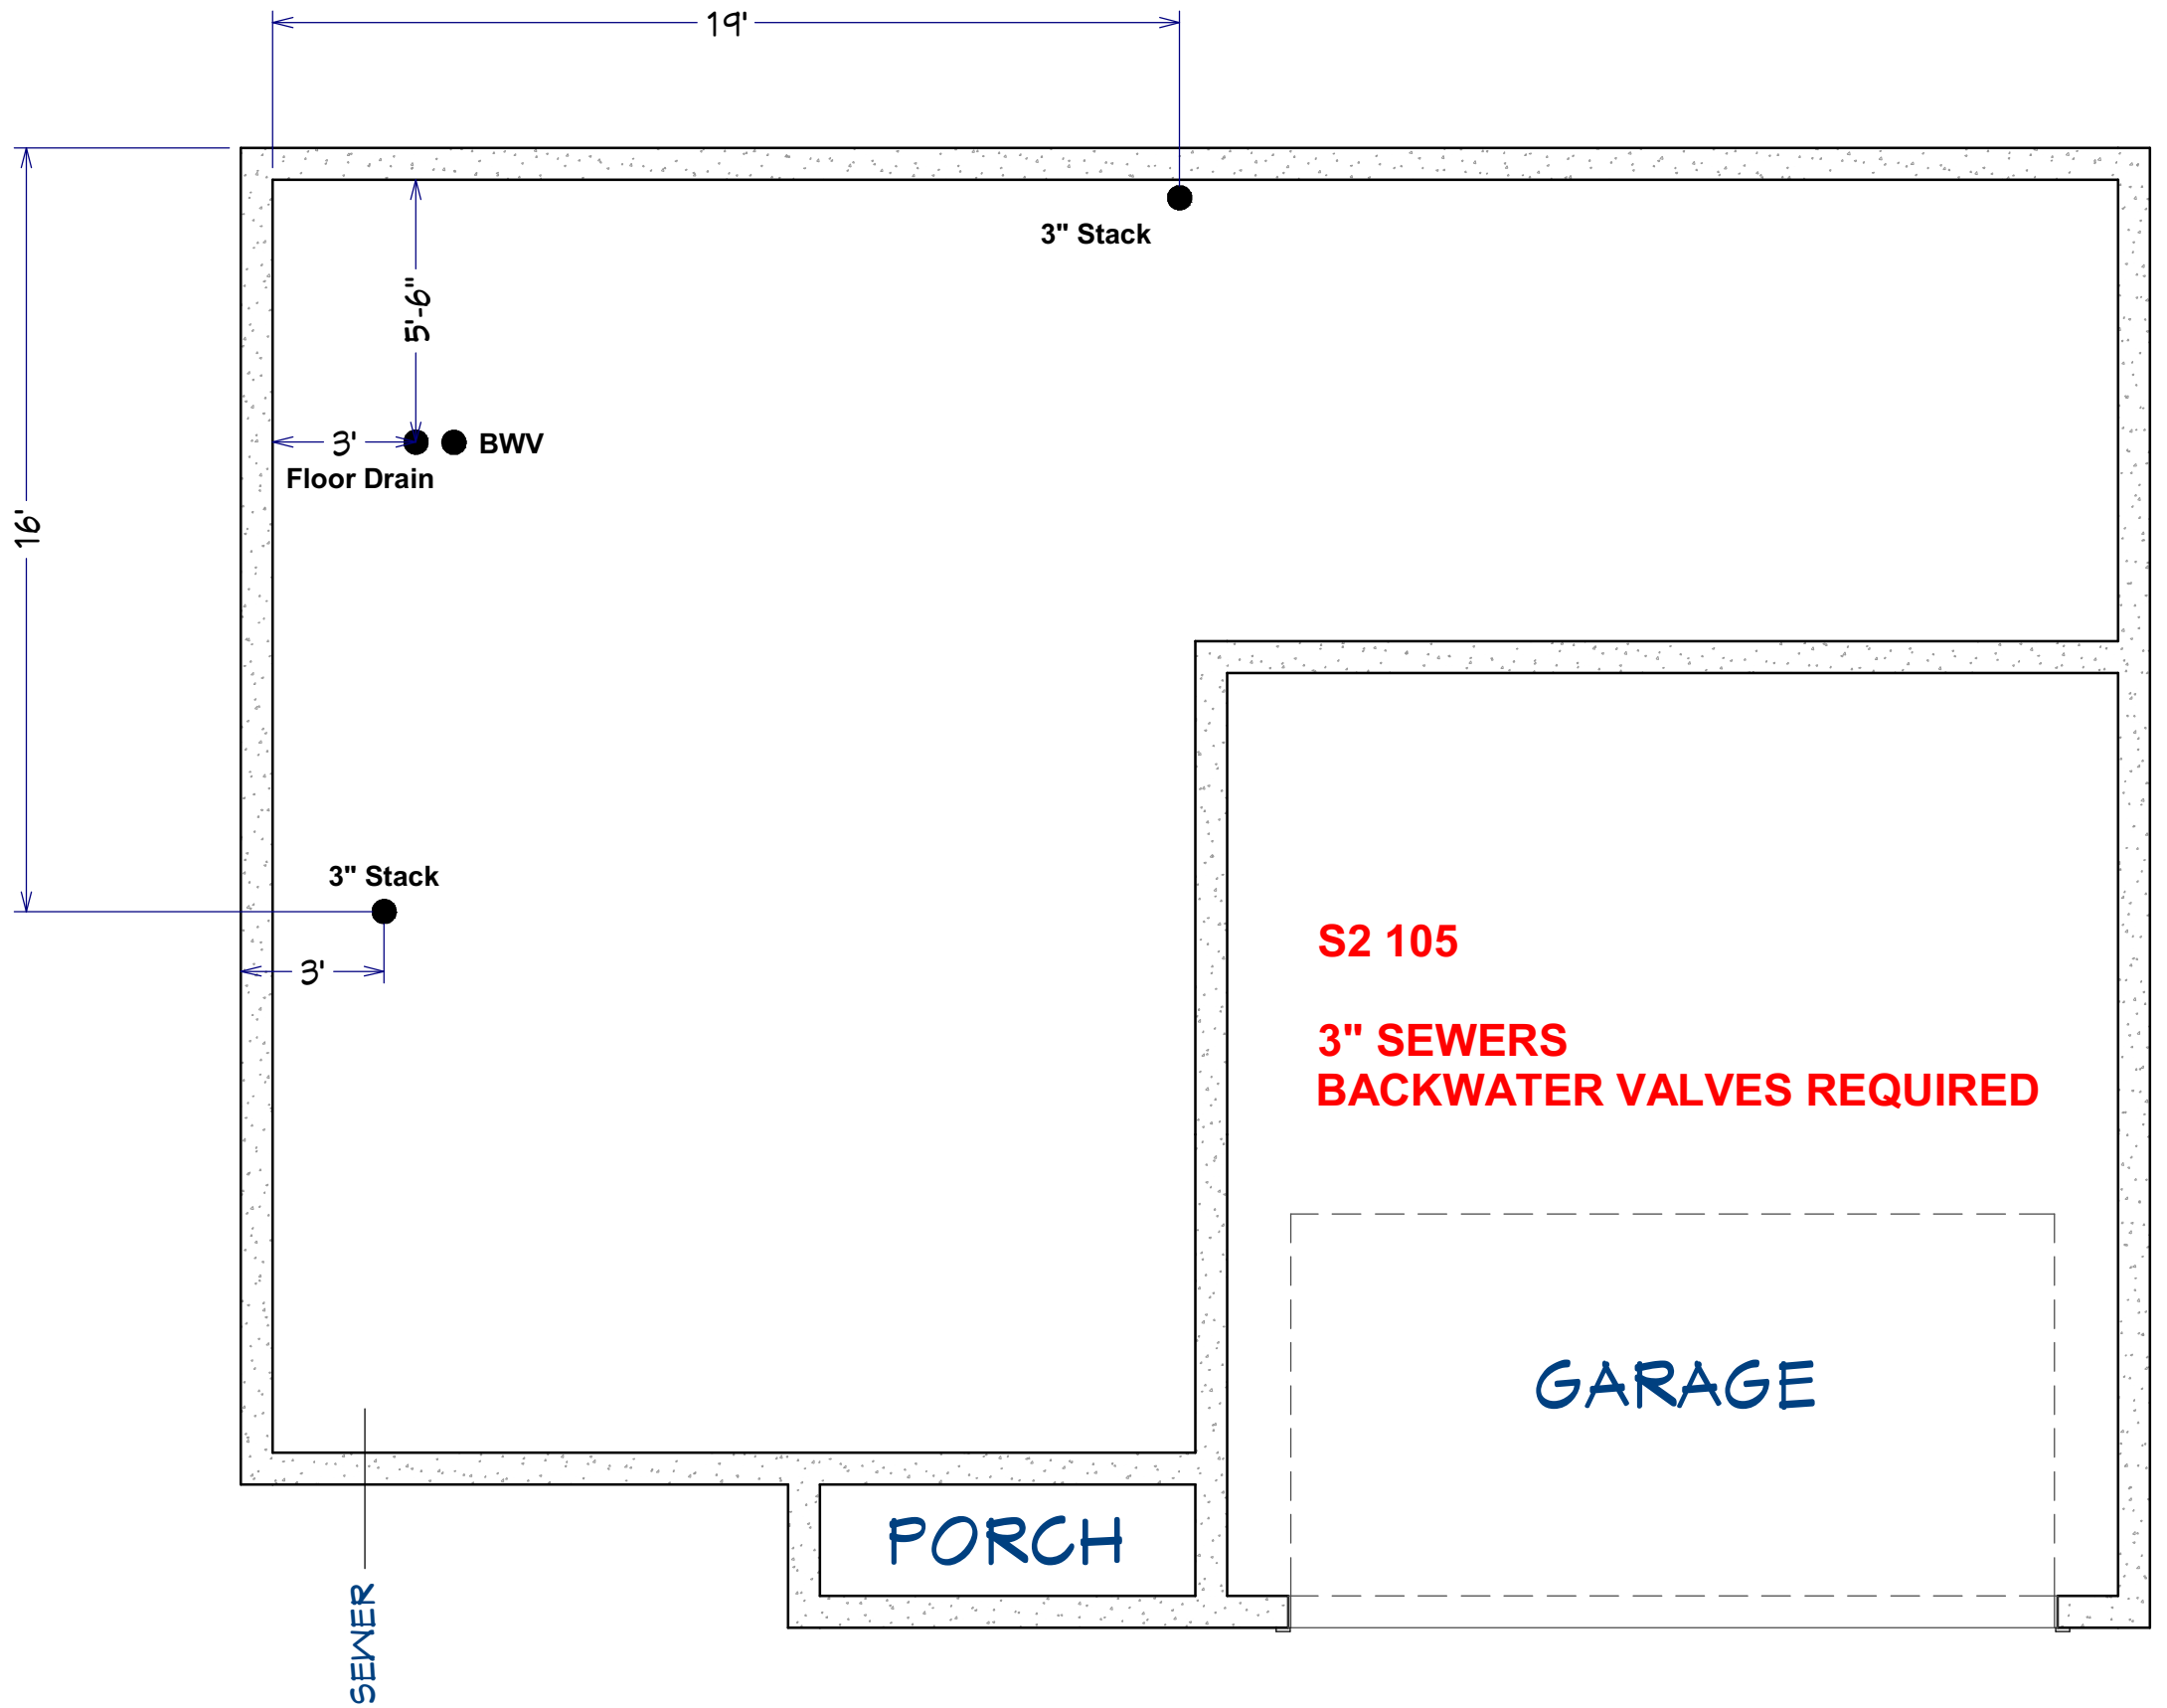 19'
3" Stack
5'-6"
3'
BWV
Floor Drain
16'
3" Stack
3'
S2 105
3" SEWERS
BACKWATER VALVES REQUIRED
GARAGE
PORCH
SEWER